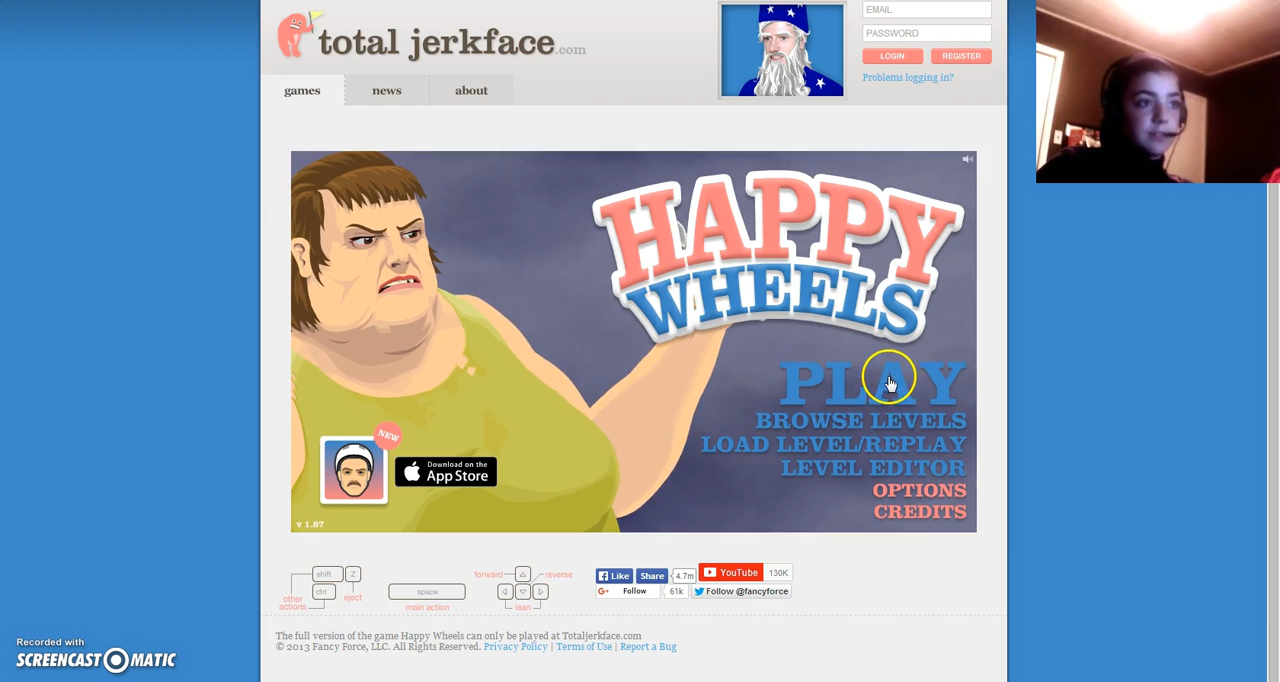 total jerkface.com
EMAIL
PASSWORD
LOGIN
REGISTER
Problems logging in?
games
news
about
HAPPY
WHEELS
PLAY
BROWSE LEVELS
LOAD LEVEL/REPLAY
LEVEL EDITOR
OPTIONS
CREDITS
NEW
Download on the
App Store
v 1.87
shift
Z
ctrl
other
actions
eject
space
main action
forward
reverse
lean
Like
Share
4.7m
YouTube
130K
G+
Follow
61k
Follow @fancyforce
The full version of the game Happy Wheels can only be played at Totaljerkface.com
© 2013 Fancy Force, LLC. All Rights Reserved. Privacy Policy | Terms of Use | Report a Bug
Recorded with
SCREENCAST O MATIC